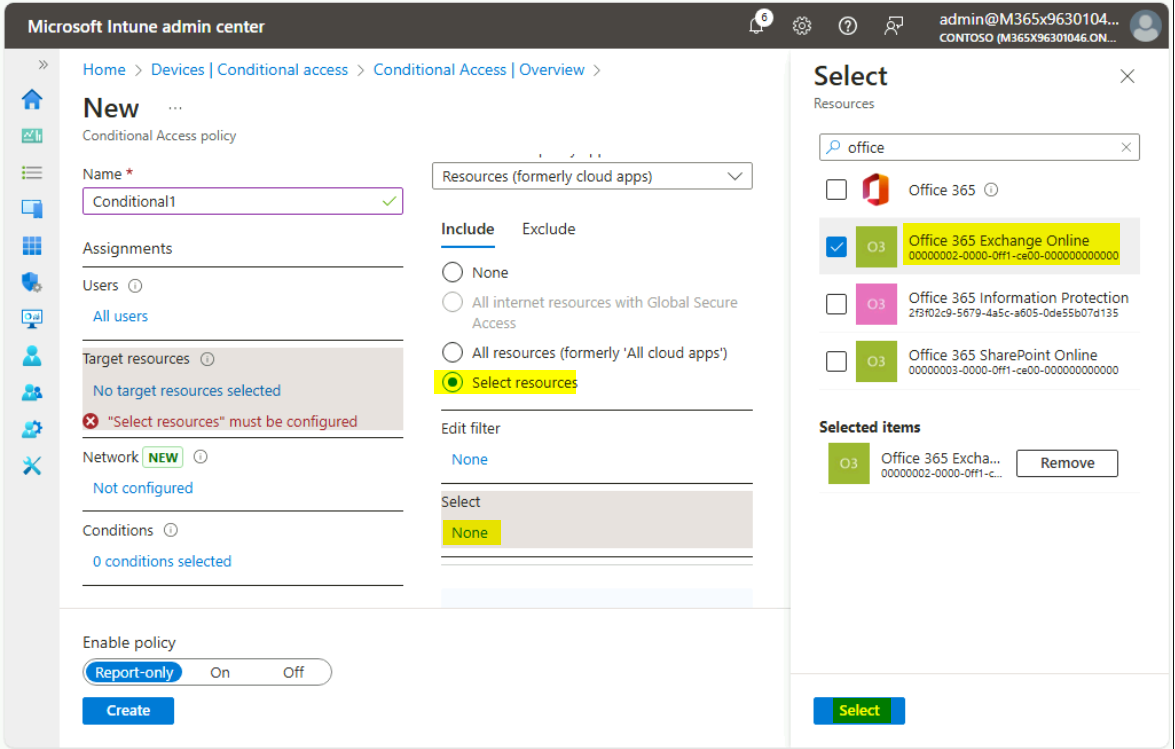 Microsoft Intune admin center
6
admin@M365x9630104...
CONTOSO (M365X96301046.ON...
Home > Devices | Conditional access > Conditional Access | Overview >
New ...
Conditional Access policy
Name *
Conditional1
Assignments
Users
All users
Target resources
No target resources selected
"Select resources" must be configured
Network NEW
Not configured
Conditions
0 conditions selected
Enable policy
Report-only On Off
Create
Resources (formerly cloud apps)
Include Exclude
None
All internet resources with Global Secure
Access
All resources (formerly 'All cloud apps')
Select resources
Edit filter
None
Select
None
Select
Resources
office
Office 365
O3
Office 365 Exchange Online
00000002-0000-0ff1-ce00-000000000000
O3
Office 365 Information Protection
2f3f02c9-5679-4a5c-a605-0de55b07d135
O3
Office 365 SharePoint Online
00000003-0000-0ff1-ce00-000000000000
Selected items
O3
Office 365 Excha...
00000002-0000-0ff1-c...
Remove
Select